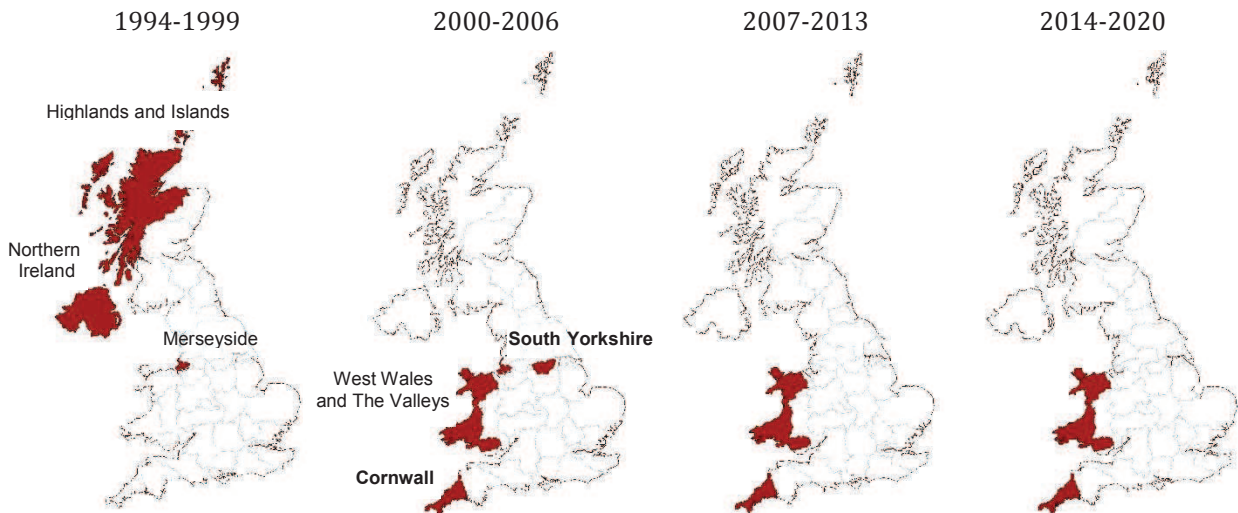 1994-1999
2000-2006
2007-2013
2014-2020
Highlands and Islands
Northern
Ireland
Merseyside
South Yorkshire
West Wales
and The Valleys
Cornwall